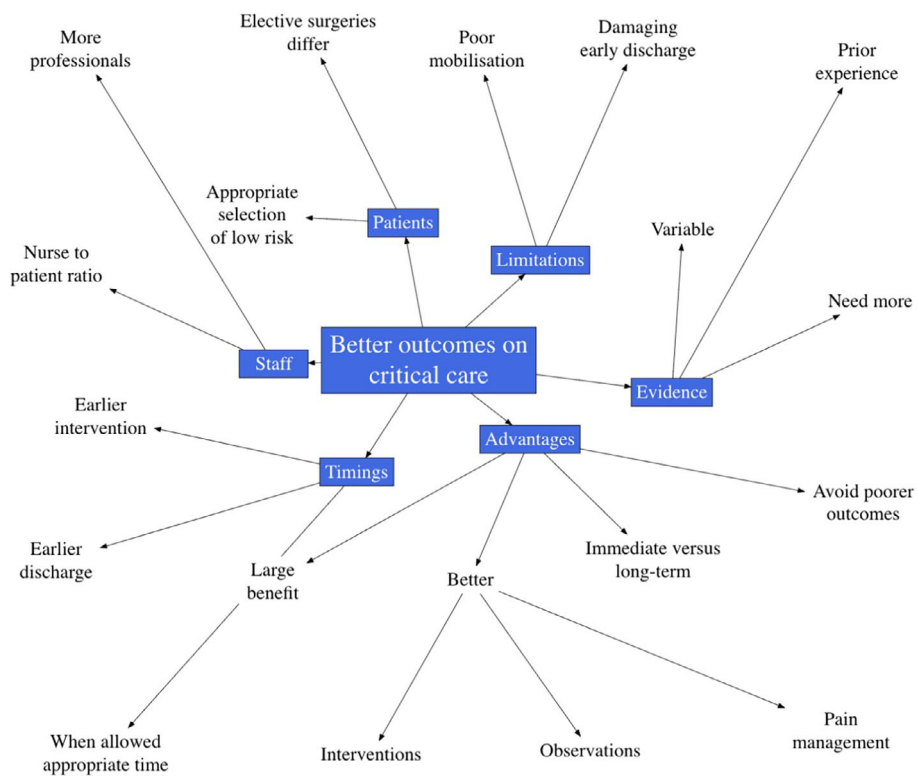 Elective surgeries
differ
More
professionals
Poor
mobilisation
Damaging
early discharge
Prior
experience
Appropriate
selection
of low risk
Patients
Limitations
Variable
Nurse to
patient ratio
Need more
Staff
Better outcomes on
critical care
Evidence
Earlier
intervention
Timings
Advantages
Avoid poorer
outcomes
Earlier
discharge
Large
benefit
Better
Immediate versus
long-term
When allowed
appropriate time
Interventions
Observations
Pain
management